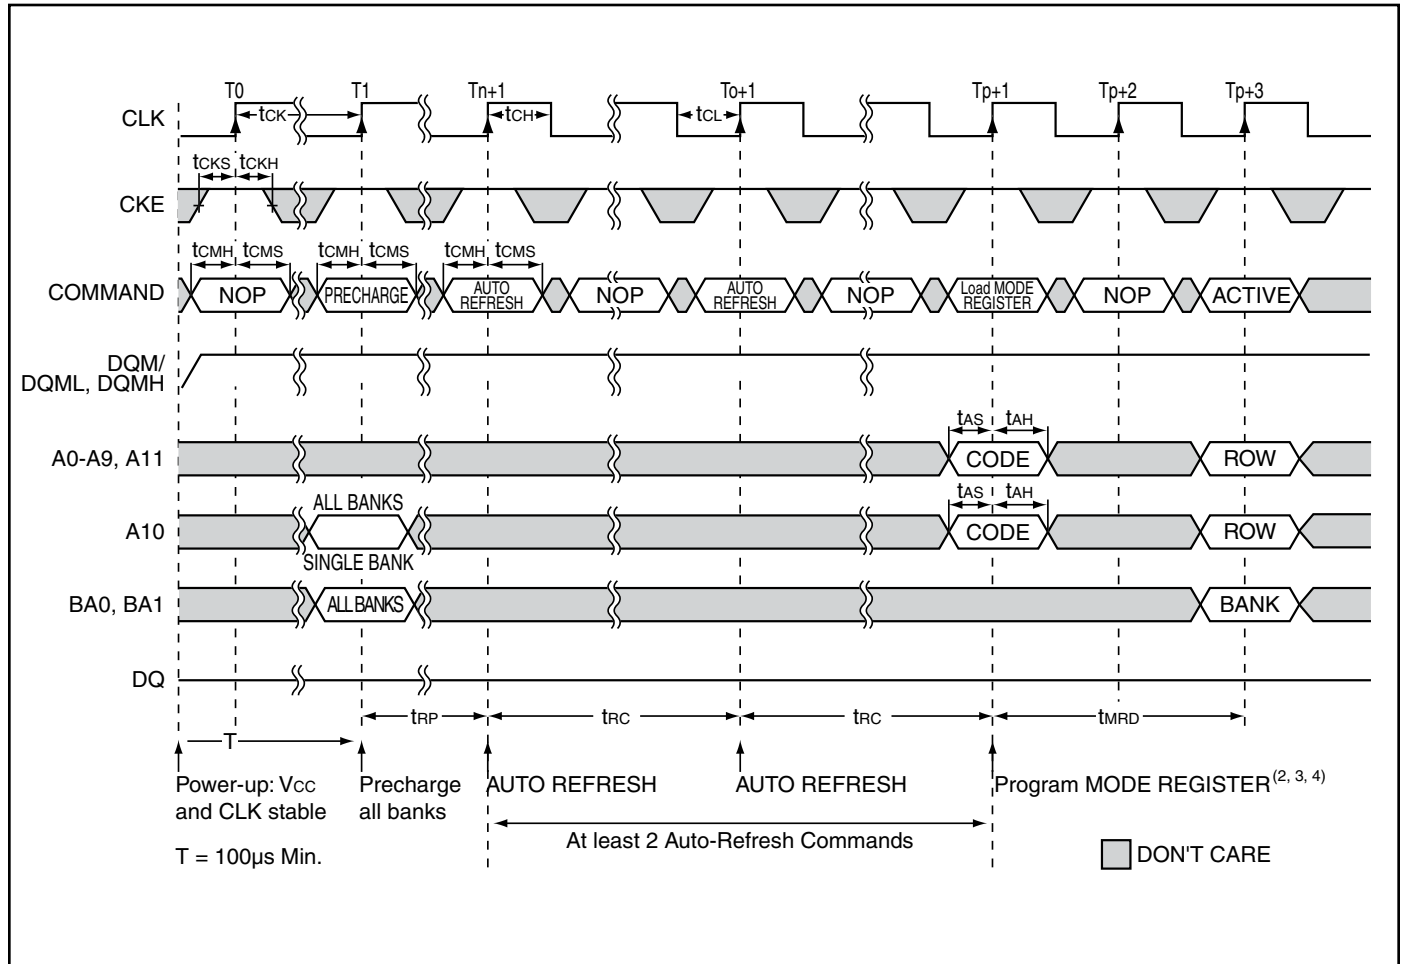 T0 T1 Tn+1 To+1 Tp+1 Tp+2 Tp+3
CLK tCK tCH tCL
tCKS tCKH
CKE
tCMH tCMS tCMH tCMS tCMH tCMS
COMMAND NOP PRECHARGE AUTO REFRESH NOP AUTO REFRESH NOP Load MODE REGISTER NOP ACTIVE
DQM/
DQML, DQMH
tAS tAH
A0-A9, A11 CODE ROW
ALL BANKS tAS tAH
A10 CODE ROW
SINGLE BANK
BA0, BA1 ALL BANKS BANK
DQ
tRP tRC tRC tMRD
T
Power-up: VCC Precharge AUTO REFRESH AUTO REFRESH Program MODE REGISTER(2, 3, 4)
and CLK stable all banks
At least 2 Auto-Refresh Commands
T = 100µs Min. DON'T CARE